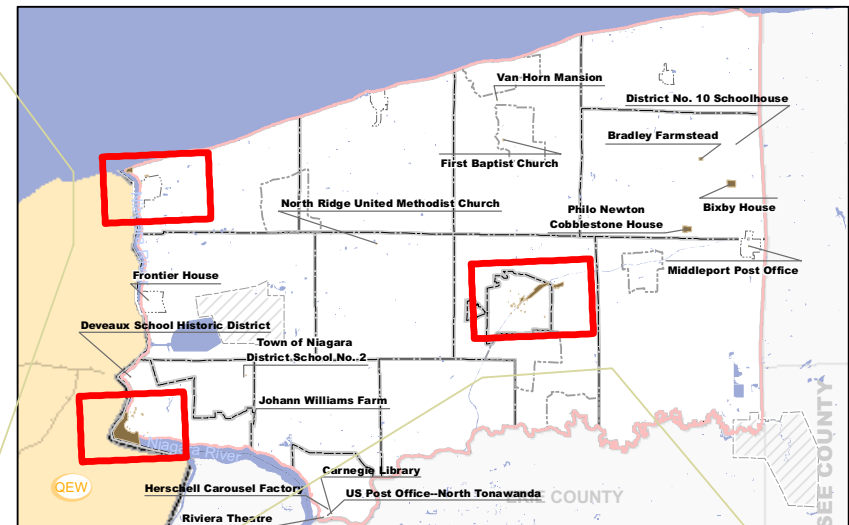 Van Horn Mansion
District No. 10 Schoolhouse
Bradley Farmstead
First Baptist Church
North Ridge United Methodist Church
Philo Newton
Cobblestone House
Bixby House
Middleport Post Office
Frontier House
Deveaux School Historic District
Town of Niagara
District School No. 2
Johann Williams Farm
Niagara River
Carnegie Library
QEW
Herschell Carousel Factory
US Post Office--North Tonawanda
ERIE COUNTY
Riviera Theatre
SEE COUNTY